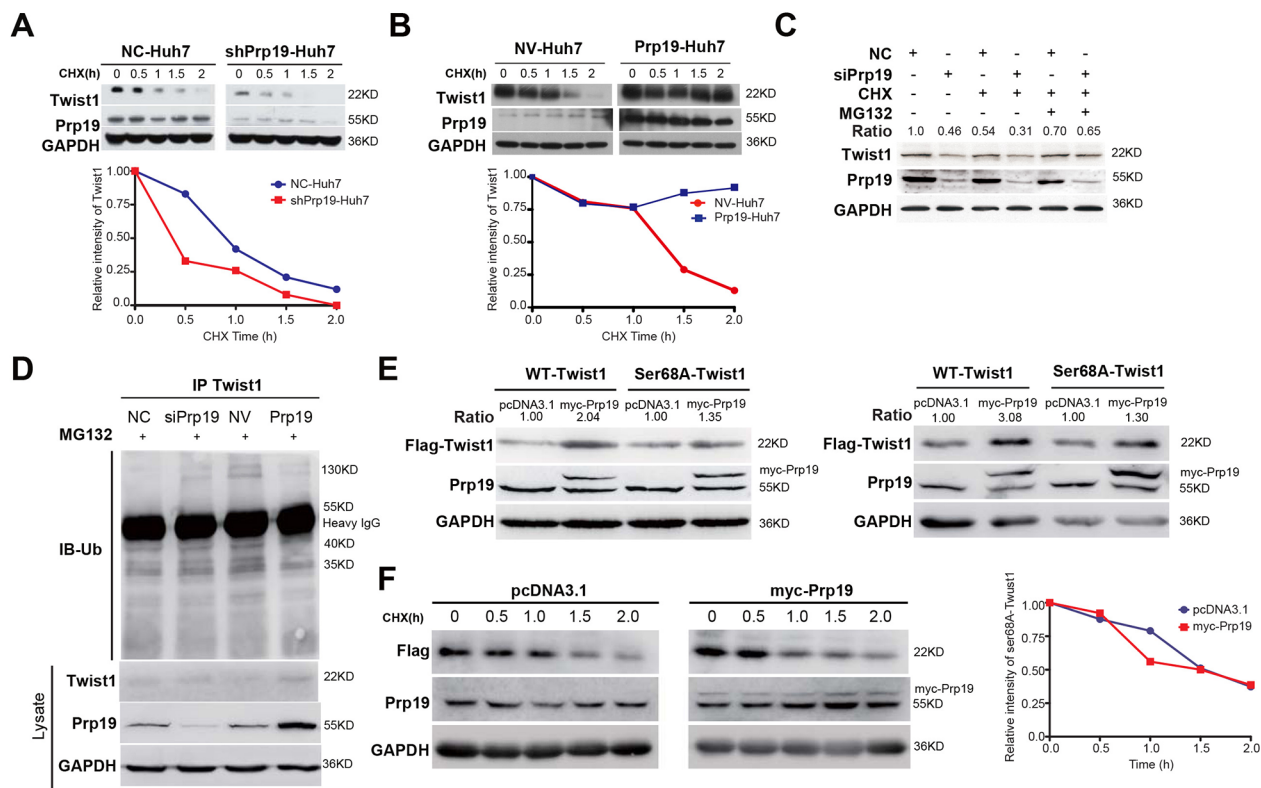 A
NC-Huh7 shPrp19-Huh7
CHX(h) 0 0.5 1 1.5 2 0 0.5 1 1.5 2
Twist1 22KD
Prp19 55KD
GAPDH 36KD
Relative intensity of Twist1
1.00
0.75
0.50
0.25
0.0
NC-Huh7
shPrp19-Huh7
0.0 0.5 1.0 1.5 2.0
CHX Time (h)
B
NV-Huh7 Prp19-Huh7
CHX(h) 0 0.5 1 1.5 2 0 0.5 1 1.5 2
Twist1 22KD
Prp19 55KD
GAPDH 36KD
Relative intensity of Twist1
1.00
0.75
0.50
0.25
0.0
NV-Huh7
Prp19-Huh7
0.0 0.5 1.0 1.5 2.0
CHX Time (h)
C
NC + - + - + -
siPrp19 - + - + - +
CHX - - + + + +
MG132 - - - - + +
Ratio 1.0 0.46 0.54 0.31 0.70 0.65
Twist1 22KD
Prp19 55KD
GAPDH 36KD
D
IP Twist1
NC siPrp19 NV Prp19
MG132 + + + +
IB-Ub
130KD
55KD
Heavy IgG
40KD
35KD
Lysate
Twist1 22KD
Prp19 55KD
GAPDH 36KD
E
WT-Twist1 Ser68A-Twist1
pcDNA3.1 myc-Prp19 pcDNA3.1 myc-Prp19
Ratio 1.00 2.04 1.00 1.35
Flag-Twist1 22KD
myc-Prp19
Prp19 55KD
GAPDH 36KD
WT-Twist1 Ser68A-Twist1
pcDNA3.1 myc-Prp19 pcDNA3.1 myc-Prp19
Ratio 1.00 3.08 1.00 1.30
Flag-Twist1 22KD
myc-Prp19
Prp19 55KD
GAPDH 36KD
F
pcDNA3.1 myc-Prp19
CHX(h) 0 0.5 1.0 1.5 2.0 0 0.5 1.0 1.5 2.0
Flag 22KD
myc-Prp19
Prp19 55KD
GAPDH 36KD
Relative intensity of ser68A-Twust1
1.00
0.75
0.50
0.25
0.0
pcDNA3.1
myc-Prp19
0.0 0.5 1.0 1.5 2.0
Time (h)